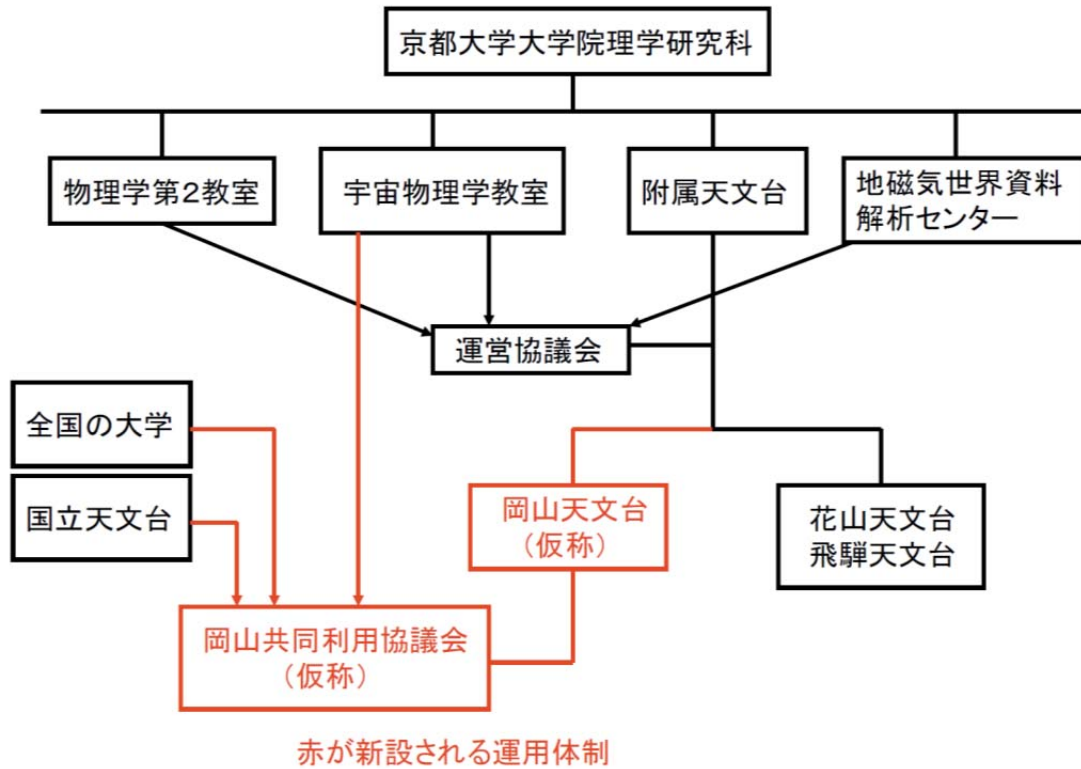 京都大学大学院理学研究科
物理学第2教室
宇宙物理学教室
附属天文台
地磁気世界資料
解析センター
運営協議会
全国の大学
国立天文台
岡山天文台
(仮称)
花山天文台
飛騨天文台
岡山共同利用協議会
(仮称)
赤が新設される運用体制